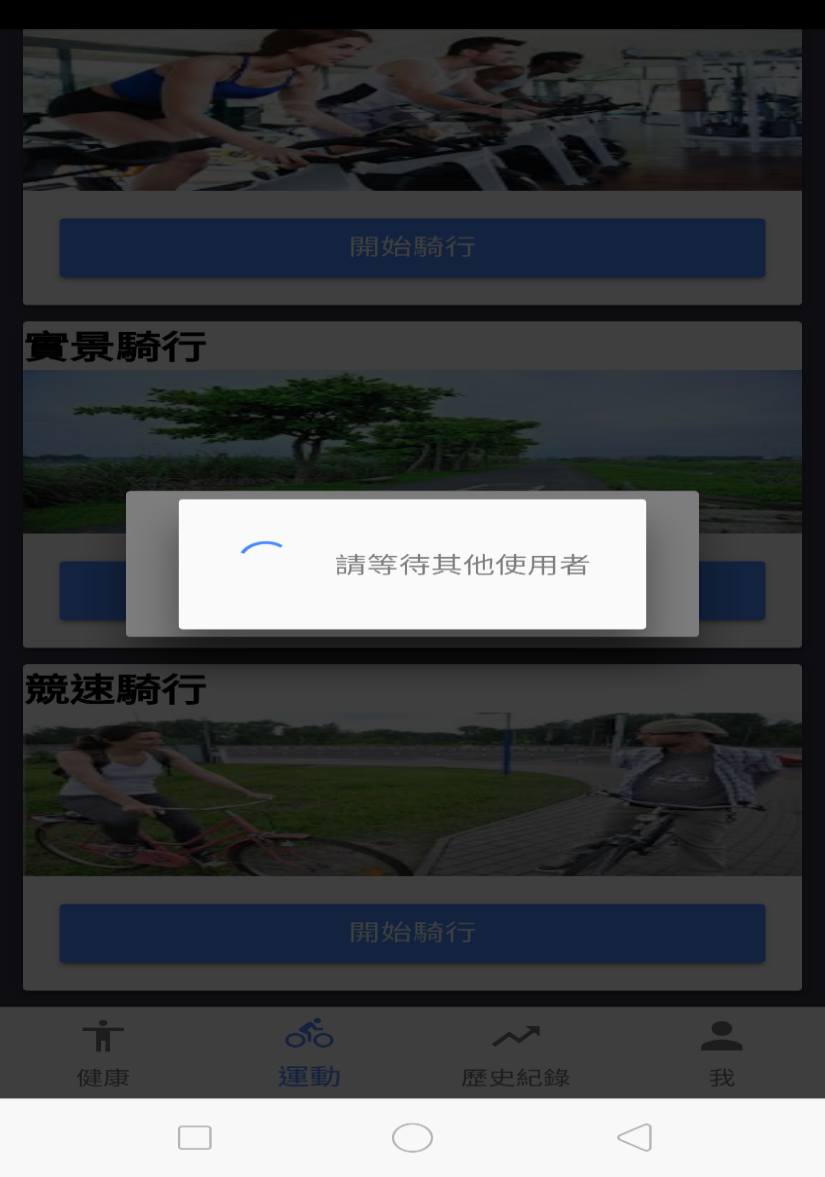 開始騎行
實景騎行
請等待其他使用者
競速騎行
開始騎行
健康
運動
歷史紀錄
我